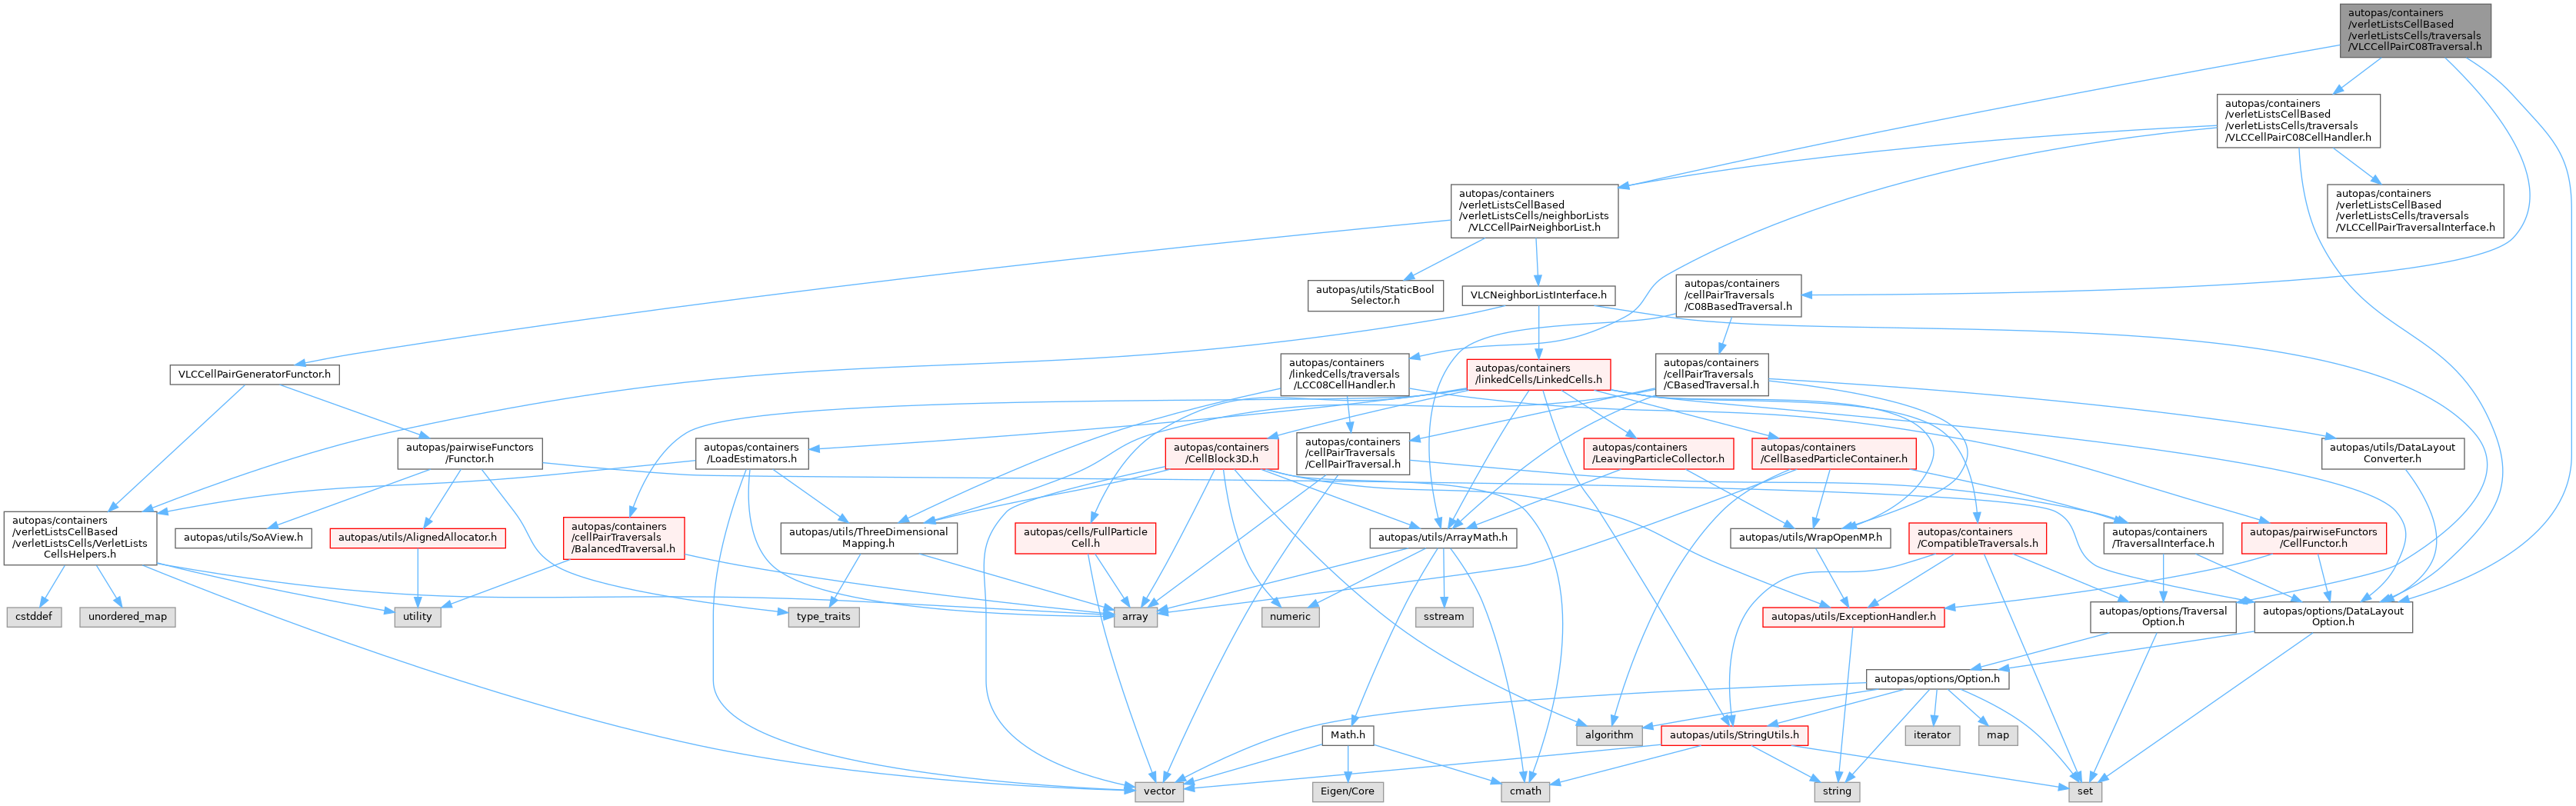 autopas/containers
/verletListsCellBased
/verletListsCells/traversals
/VLCCellPairC08Traversal.h
autopas/containers
/verletListsCellBased
/verletListsCells/traversals
/VLCCellPairC08CellHandler.h
autopas/containers
/verletListsCellBased
/verletListsCells/neighborLists
/VLCCellPairNeighborList.h
autopas/containers
/verletListsCellBased
/verletListsCells/traversals
/VLCCellPairTraversalInterface.h
autopas/utils/StaticBool
Selector.h
VLCNeighborListInterface.h
autopas/containers
/cellPairTraversals
/C08BasedTraversal.h
VLCCellPairGeneratorFunctor.h
autopas/containers
/linkedCells/traversals
/LCC08CellHandler.h
autopas/containers
/linkedCells/LinkedCells.h
autopas/containers
/cellPairTraversals
/CBasedTraversal.h
autopas/pairwiseFunctors
/Functor.h
autopas/containers
/LoadEstimators.h
autopas/containers
/CellBlock3D.h
autopas/containers
/cellPairTraversals
/CellPairTraversal.h
autopas/containers
/LeavingParticleCollector.h
autopas/containers
/CellBasedParticleContainer.h
autopas/utils/DataLayout
Converter.h
autopas/containers
/verletListsCellBased
/verletListsCells/VerletLists
CellsHelpers.h
autopas/utils/SoAView.h
autopas/utils/AlignedAllocator.h
autopas/containers
/cellPairTraversals
/BalancedTraversal.h
autopas/utils/ThreeDimensional
Mapping.h
autopas/cells/FullParticle
Cell.h
autopas/utils/ArrayMath.h
autopas/utils/WrapOpenMP.h
autopas/containers
/CompatibleTraversals.h
autopas/containers
/TraversalInterface.h
autopas/pairwiseFunctors
/CellFunctor.h
cstddef
unordered_map
utility
type_traits
array
numeric
sstream
autopas/utils/ExceptionHandler.h
autopas/options/Traversal
Option.h
autopas/options/DataLayout
Option.h
autopas/options/Option.h
Math.h
algorithm
autopas/utils/StringUtils.h
iterator
map
vector
Eigen/Core
cmath
string
set